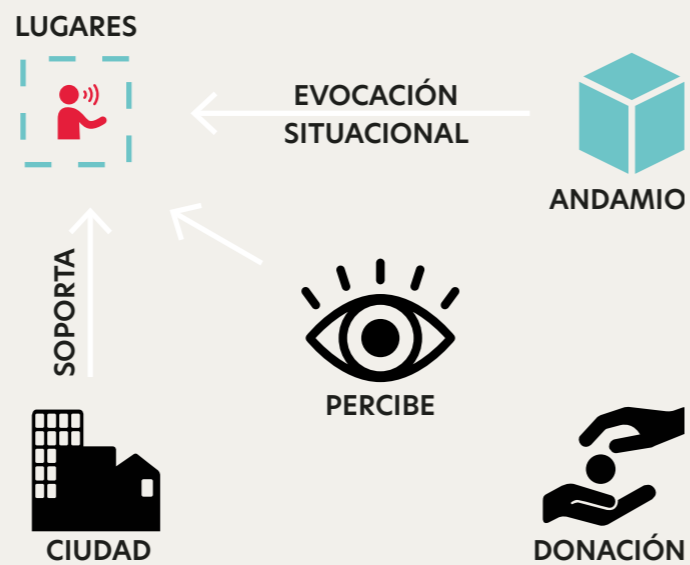 LUGARES
EVOCACIÓN
SITUACIONAL
ANDAMIO
SOPORTA
PERCIBE
CIUDAD
DONACIÓN